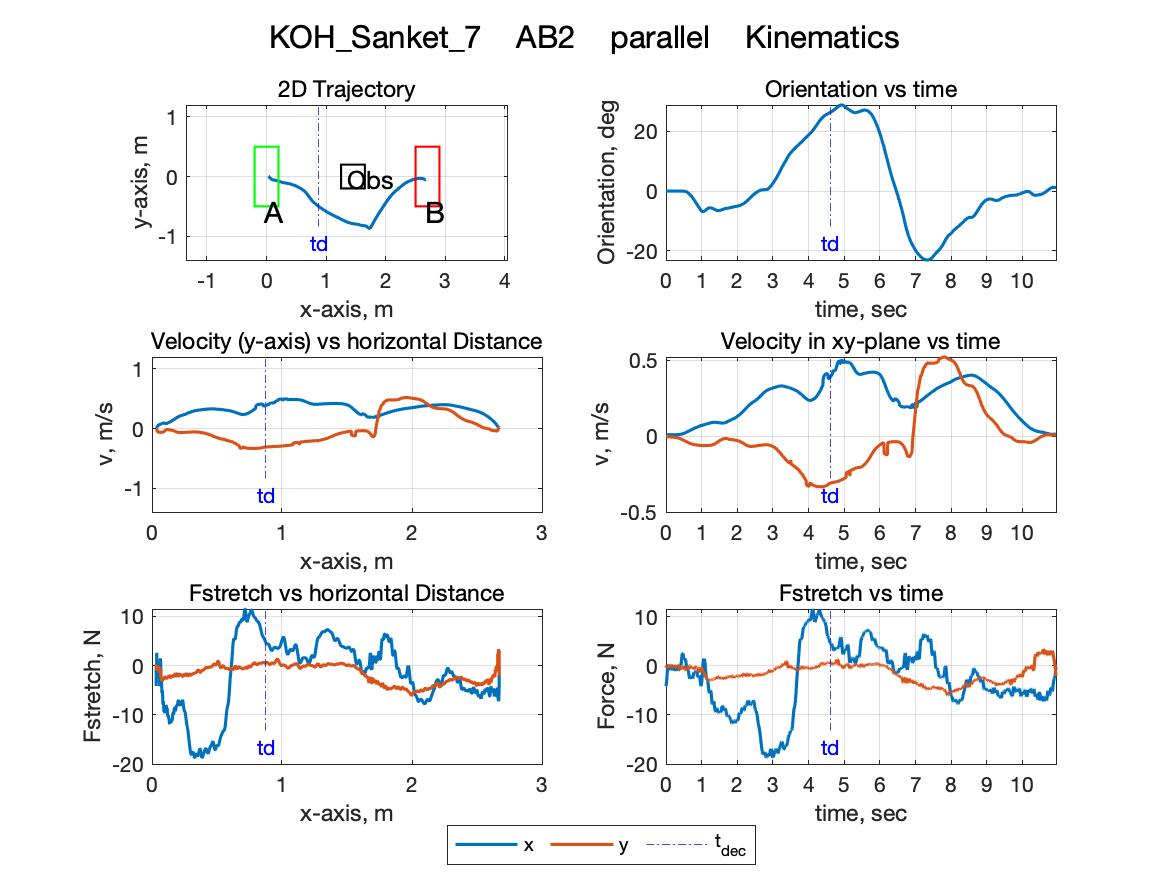 KOH_Sanket_7 AB2 parallel Kinematics
2D Trajectory
y-axis, m
1
0
-1
A
Obs
B
td
-1 0 1 2 3 4
x-axis, m
Orientation vs time
Orientation, deg
20
0
-20
td
0 1 2 3 4 5 6 7 8 9 10
time, sec
Velocity (y-axis) vs horizontal Distance
v, m/s
1
0
-1
td
0 1 2 3
x-axis, m
Velocity in xy-plane vs time
v, m/s
0.5
0
-0.5
td
0 1 2 3 4 5 6 7 8 9 10
time, sec
Fstretch vs horizontal Distance
Fstretch, N
10
0
-10
-20
td
0 1 2 3
x-axis, m
Fstretch vs time
Force, N
10
0
-10
-20
td
0 1 2 3 4 5 6 7 8 9 10
time, sec
x y t_dec